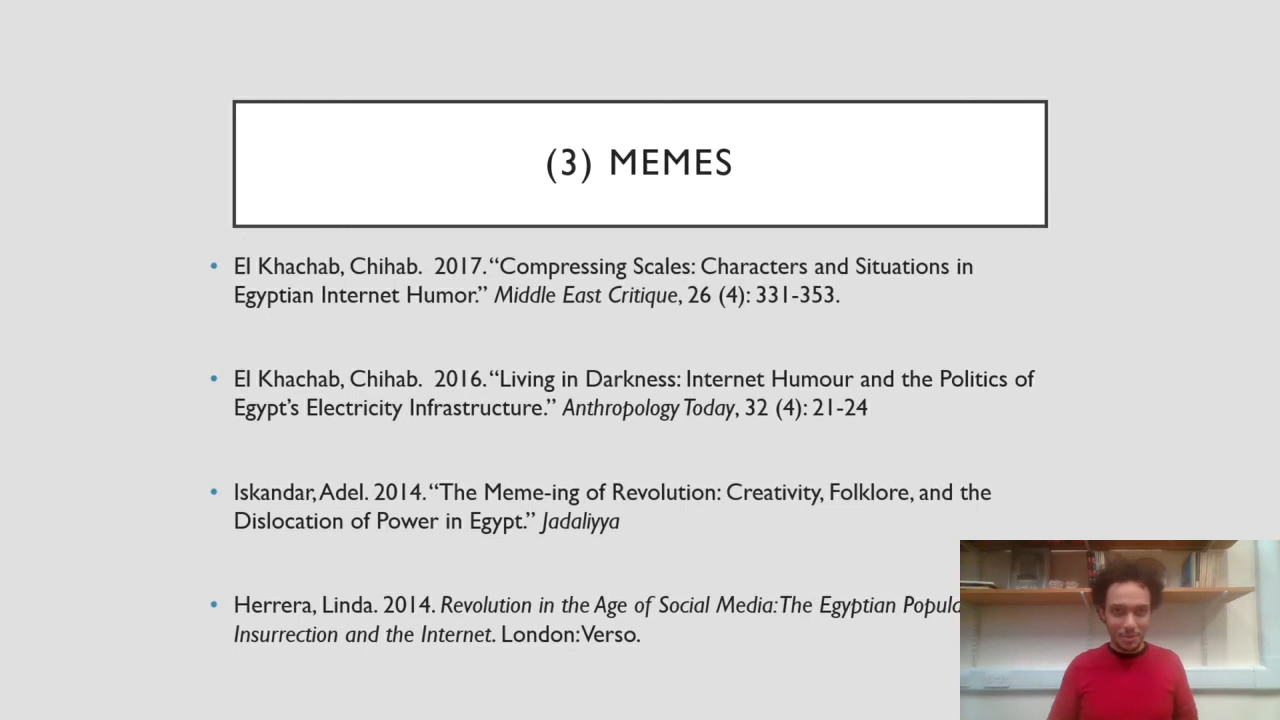 (3) MEMES
• El Khachab, Chihab. 2017. “Compressing Scales: Characters and Situations in
Egyptian Internet Humor.” Middle East Critique, 26 (4): 331-353.
• El Khachab, Chihab. 2016. “Living in Darkness: Internet Humour and the Politics of
Egypt’s Electricity Infrastructure.” Anthropology Today, 32 (4): 21-24
• Iskandar, Adel. 2014. “The Meme-ing of Revolution: Creativity, Folklore, and the
Dislocation of Power in Egypt.” Jadaliyya
• Herrera, Linda. 2014. Revolution in the Age of Social Media: The Egyptian
Insurrection and the Internet. London: Verso.